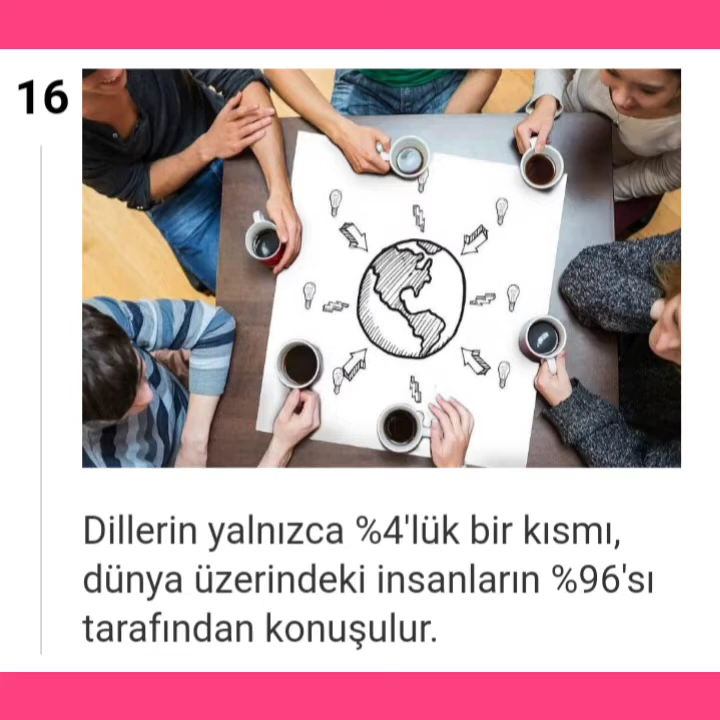 16
Dillerin yalnızca %4'lük bir kısmı,
dünya üzerindeki insanların %96'sı
tarafından konuşulur.